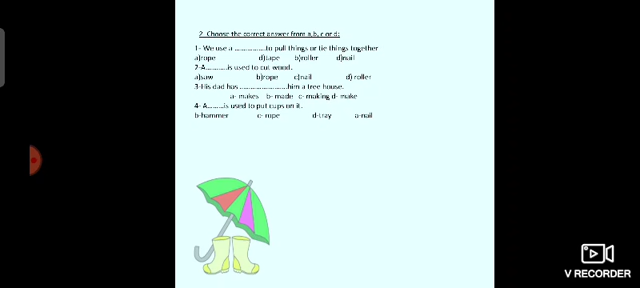 2. Choose the correct answer from a,b, c or d:
1- We use a ................to pull things or tie things together
a)rope d)tape b)roller d)nail
2-A...........is used to cut wood.
a)saw b)rope c)nail d) roller
3-His dad has ........................him a tree house.
a- makes b- made c- making d- make
4- A........is used to put cups on it.
b-hammer c- rope d-tray a-nail
V RECORDER